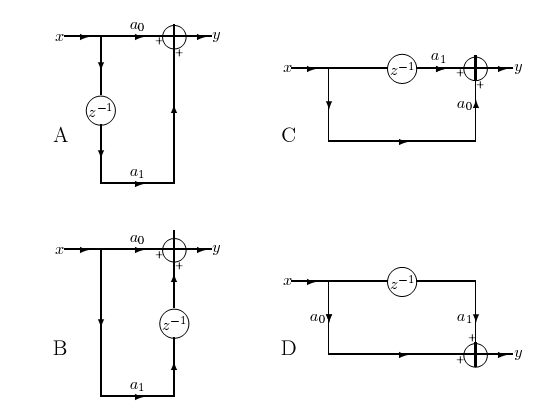 x a₀ + + y
z⁻¹
A
a₁
x z⁻¹ a₁ + + y
a₀
C
x a₀ + + y
z⁻¹
B
a₁
x z⁻¹
a₀ a₁
D + + y